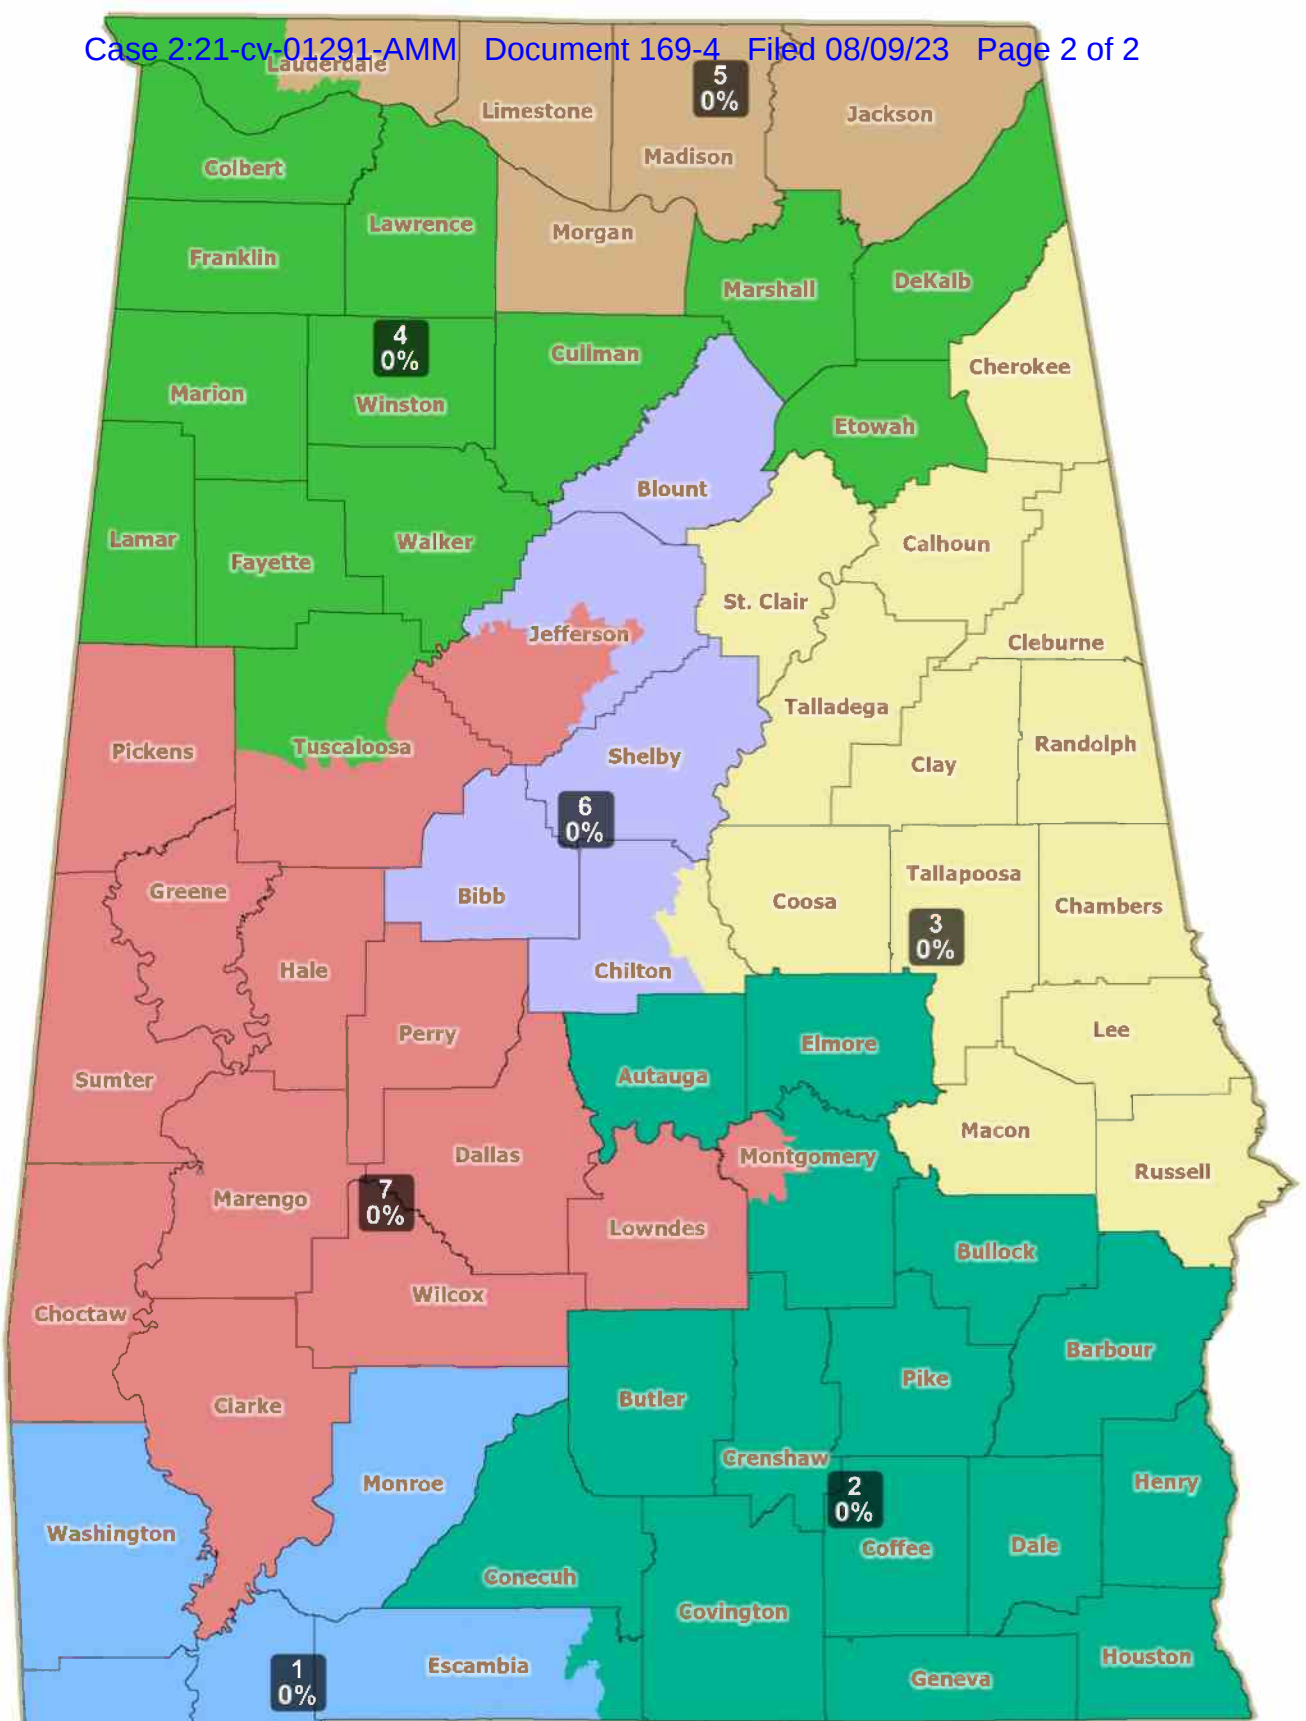 Case 2:21-cv-01291-AMM Document 169-4 Filed 08/09/23 Page 2 of 2
Lauderdale
5
0%
Limestone
Jackson
Madison
Colbert
Lawrence
Morgan
Franklin
Marshall
DeKalb
4
0%
Cullman
Cherokee
Marion
Winston
Etowah
Blount
Lamar
Fayette
Walker
Calhoun
St. Clair
Jefferson
Cleburne
Talladega
Pickens
Tuscaloosa
Shelby
Clay
Randolph
6
0%
Greene
Bibb
Coosa
Tallapoosa
Chambers
3
0%
Hale
Chilton
Perry
Elmore
Lee
Sumter
Autauga
Macon
Dallas
Montgomery
Russell
7
0%
Marengo
Lowndes
Bullock
Choctaw
Wilcox
Barbour
Clarke
Butler
Pike
Crenshaw
Monroe
Henry
2
0%
Washington
Coffee
Dale
Conecuh
Covington
1
0%
Escambia
Geneva
Houston